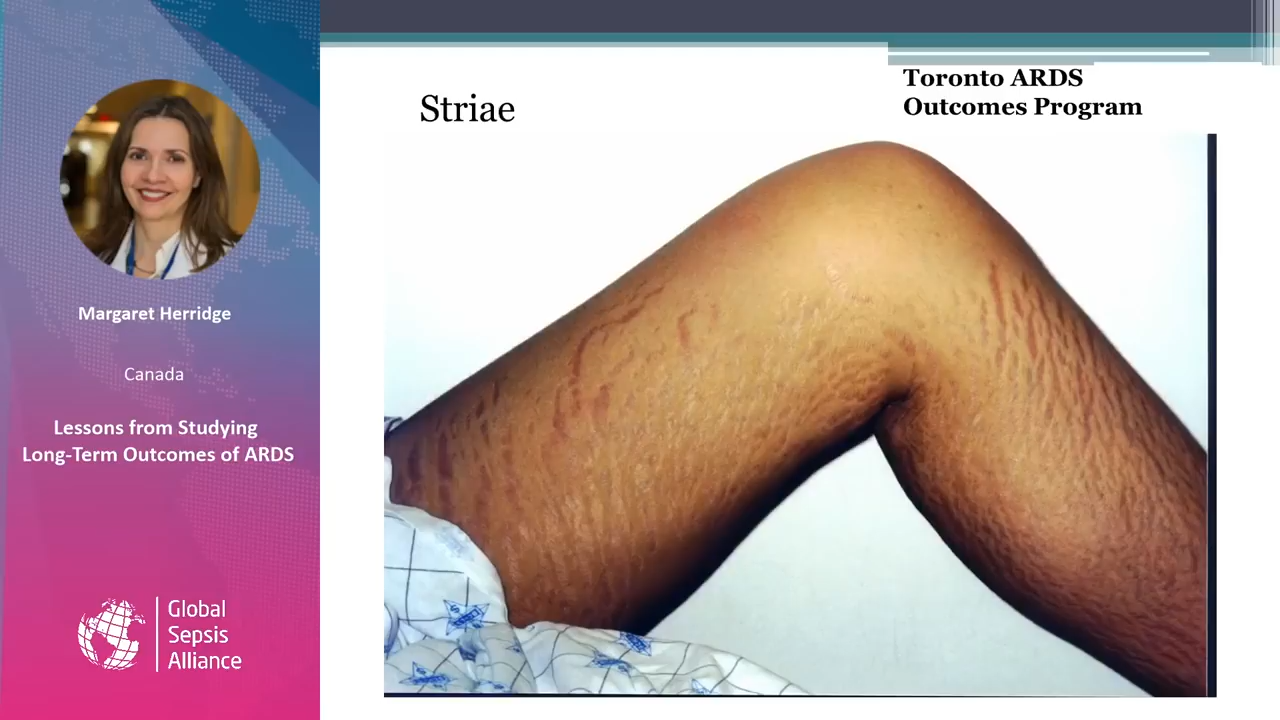 Toronto ARDS
Outcomes Program
Striae
Margaret Herridge
Canada
Lessons from Studying
Long-Term Outcomes of ARDS
Global
Sepsis
Alliance